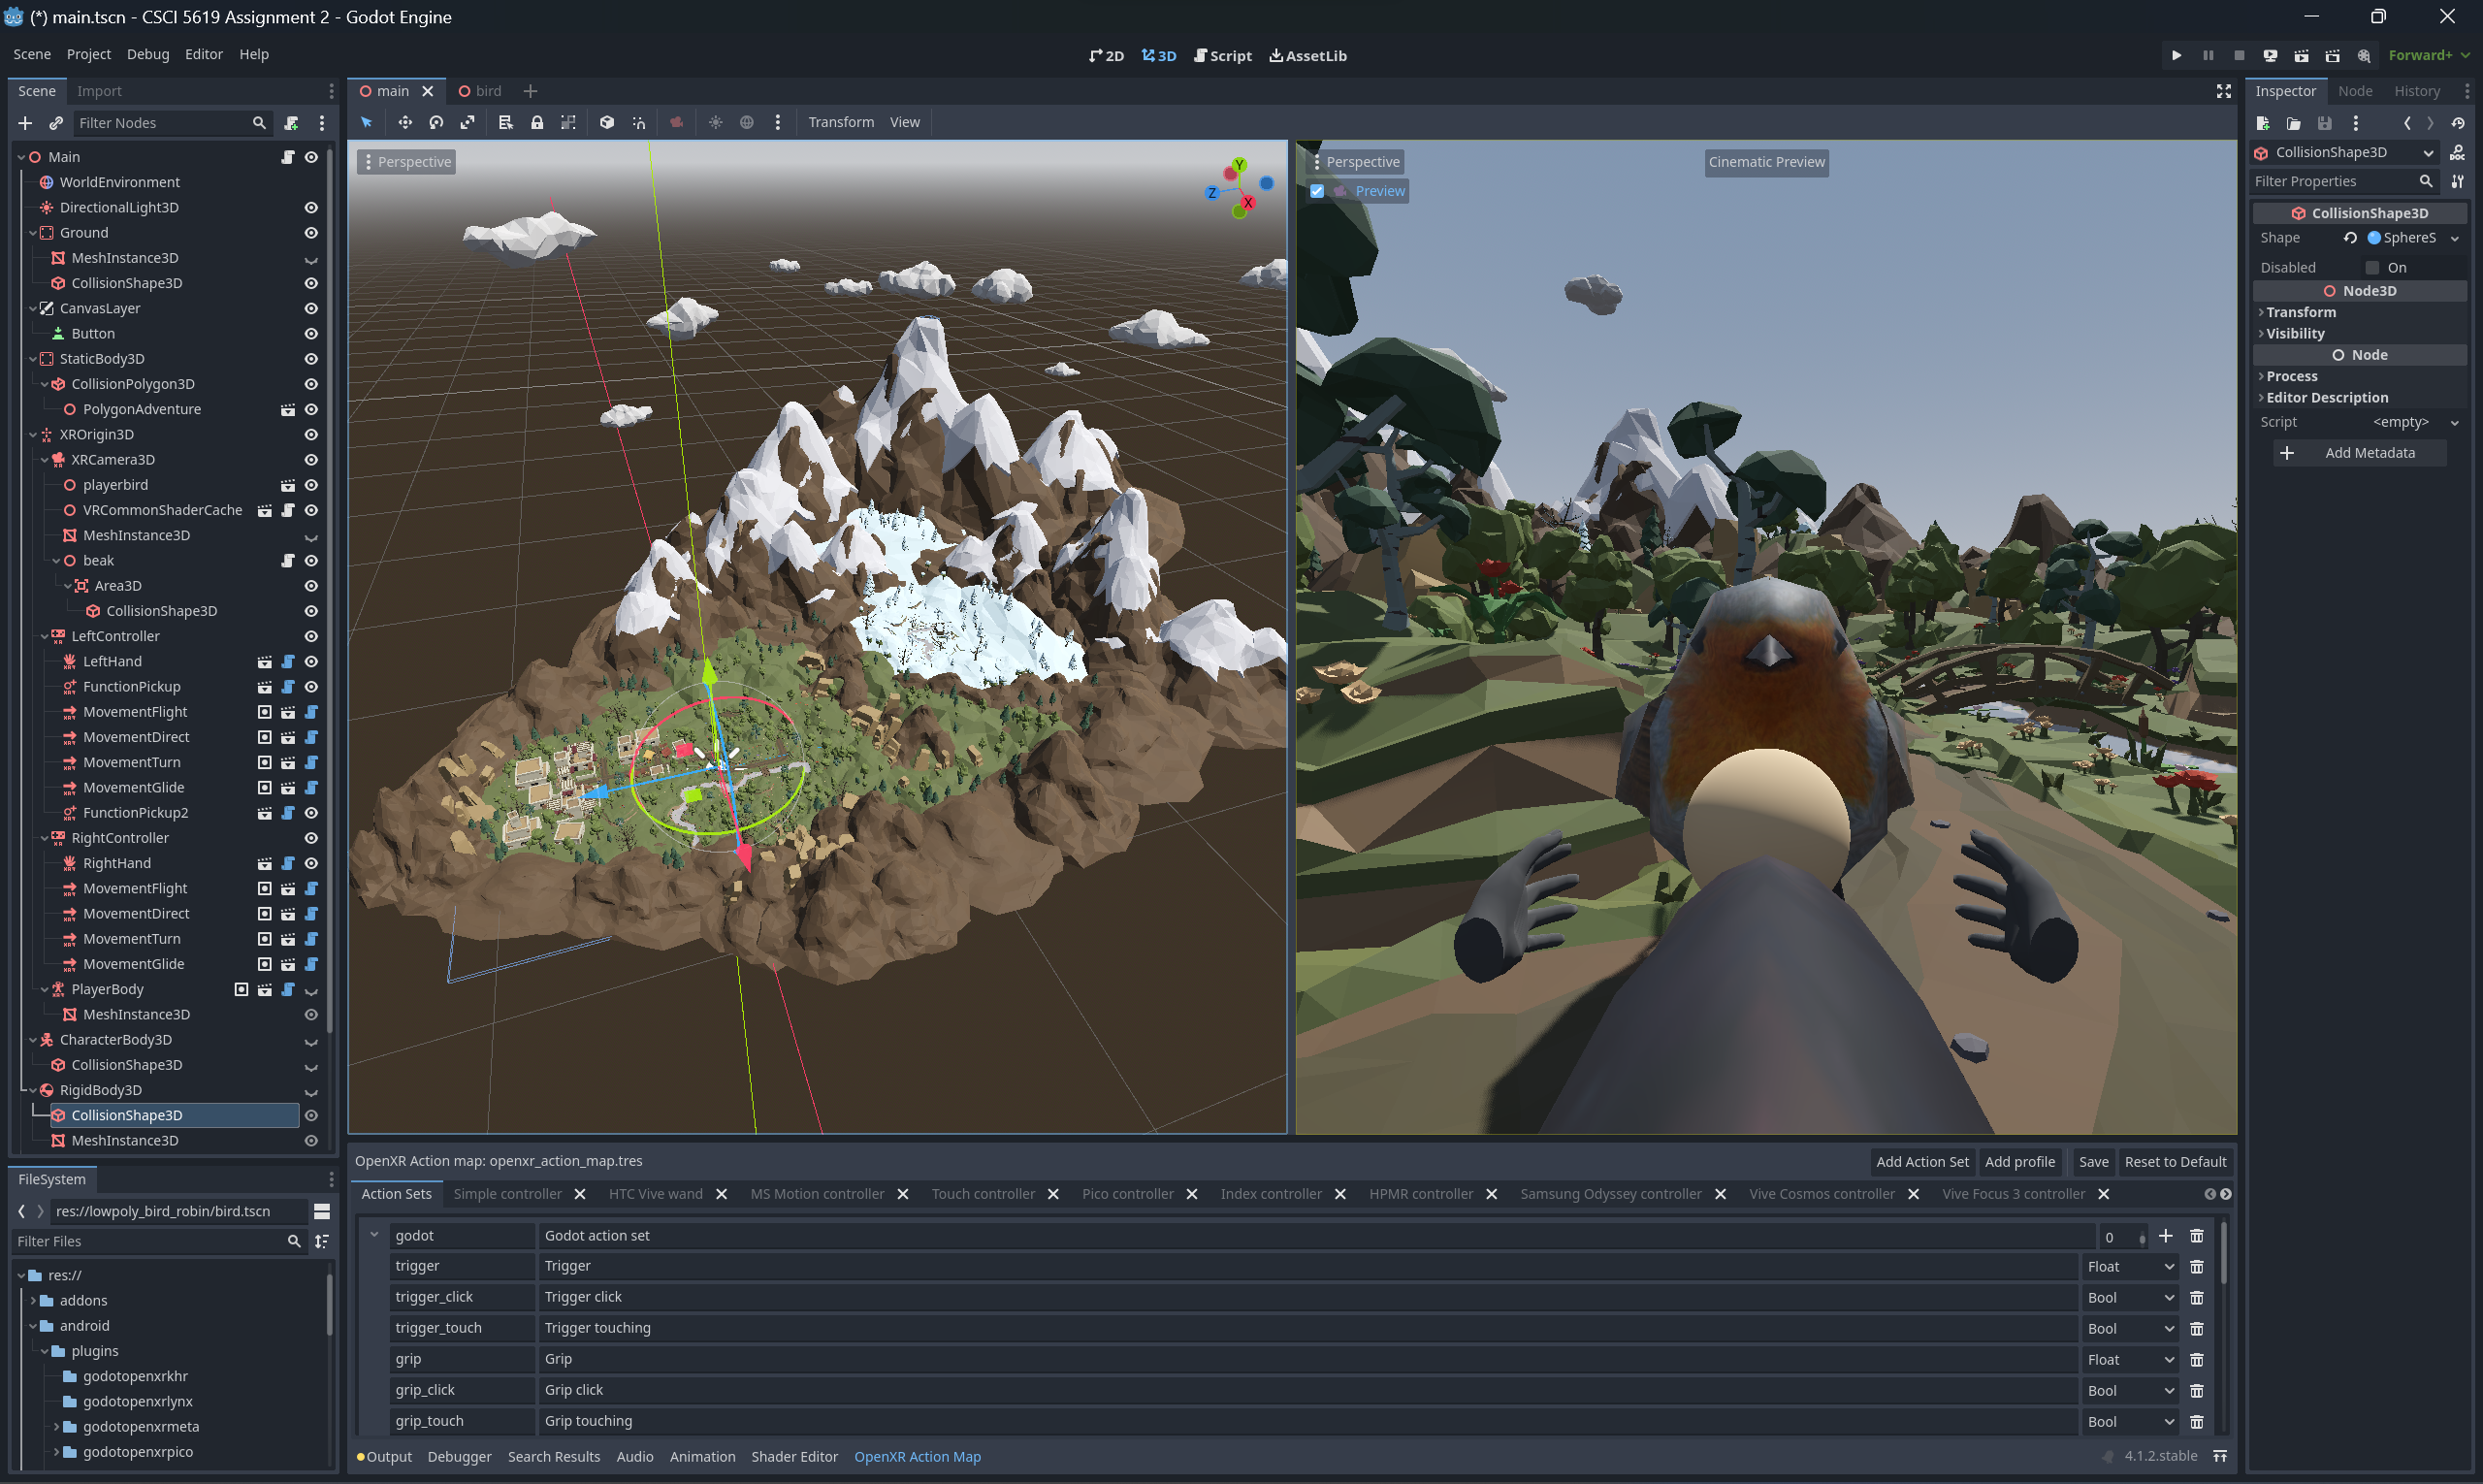 (*) main.tscn - CSCI 5619 Assignment 2 - Godot Engine
Scene Project Debug Editor Help
2D 3D Script AssetLib
Forward+
Scene Import
Filter Nodes
Main
WorldEnvironment
DirectionalLight3D
Ground
MeshInstance3D
CollisionShape3D
CanvasLayer
Button
StaticBody3D
CollisionPolygon3D
PolygonAdventure
XROrigin3D
XRCamera3D
playerbird
VRCommonShaderCache
MeshInstance3D
beak
Area3D
CollisionShape3D
LeftController
LeftHand
FunctionPickup
MovementFlight
MovementDirect
MovementTurn
MovementGlide
FunctionPickup2
RightController
RightHand
MovementFlight
MovementDirect
MovementTurn
MovementGlide
PlayerBody
MeshInstance3D
CharacterBody3D
CollisionShape3D
RigidBody3D
CollisionShape3D
MeshInstance3D
FileSystem
res://lowpoly_bird_robin/bird.tscn
Filter Files
res://
addons
android
plugins
godotopenxrkhr
godotopenxrlynx
godotopenxrmeta
godotopenxrpico
main bird
Transform View
Perspective
Y
Z
X
Perspective
Cinematic Preview
Preview
OpenXR Action map: openxr_action_map.tres
Add Action Set Add profile Save Reset to Default
Action Sets Simple controller HTC Vive wand MS Motion controller Touch controller Pico controller Index controller HPMR controller Samsung Odyssey controller Vive Cosmos controller Vive Focus 3 controller
godot Godot action set 0
trigger Trigger Float
trigger_click Trigger click Bool
trigger_touch Trigger touching Bool
grip Grip Float
grip_click Grip click Bool
grip_touch Grip touching Bool
Output Debugger Search Results Audio Animation Shader Editor OpenXR Action Map
4.1.2.stable
Inspector Node History
CollisionShape3D
Filter Properties
CollisionShape3D
Shape SphereS
Disabled On
Node3D
Transform
Visibility
Node
Process
Editor Description
Script <empty>
Add Metadata